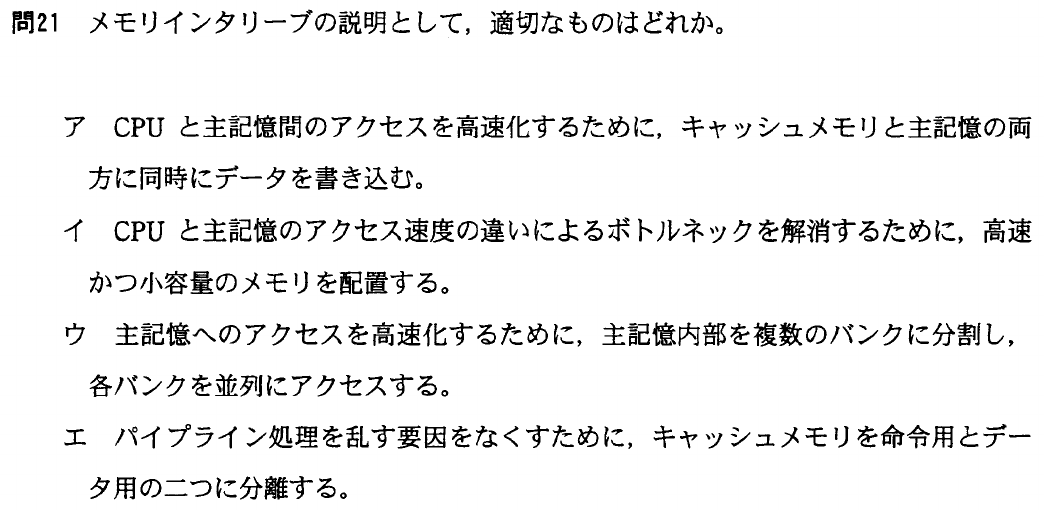 問21 メモリインタリーブの説明として，適切なものはどれか。
ア CPU と主記憶間のアクセスを高速化するために，キャッシュメモリと主記憶の両
方に同時にデータを書き込む。
イ CPU と主記憶のアクセス速度の違いによるボトルネックを解消するために，高速
かつ小容量のメモリを配置する。
ウ 主記憶へのアクセスを高速化するために，主記憶内部を複数のバンクに分割し，
各バンクを並列にアクセスする。
エ パイプライン処理を乱す要因をなくすために，キャッシュメモリを命令用とデー
タ用の二つに分離する。